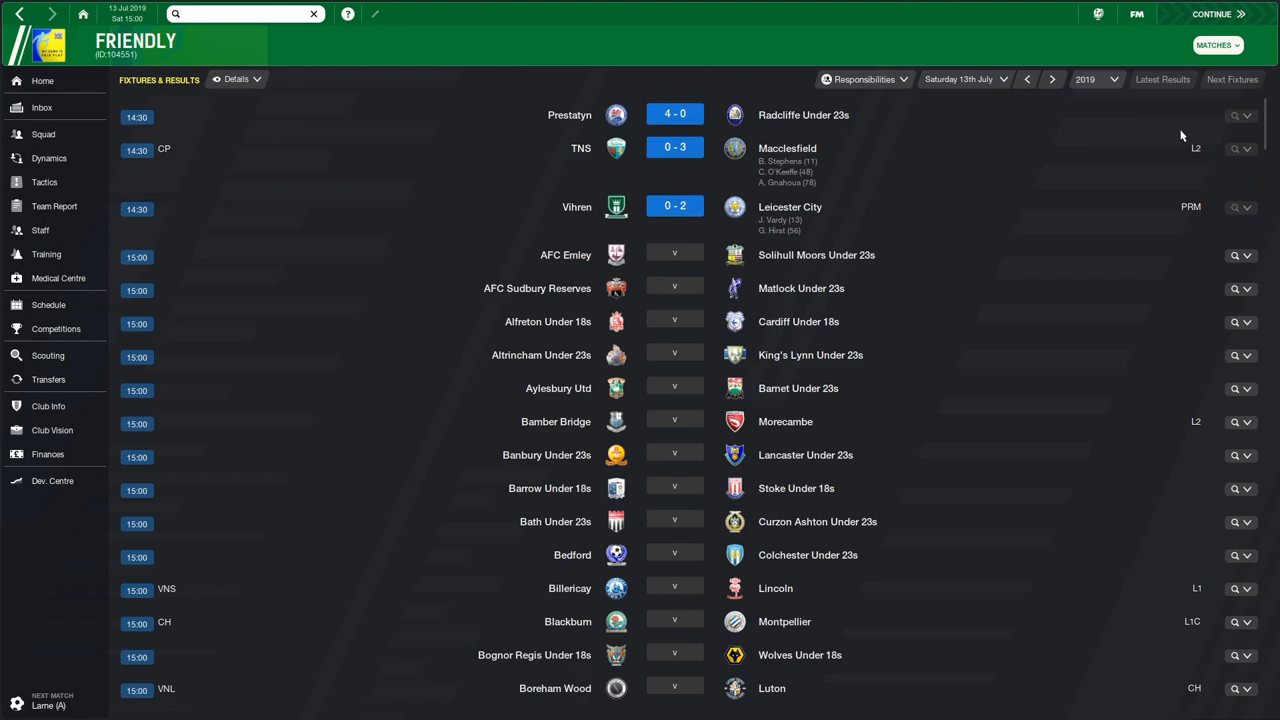 13 Jul 2019
Sat 15:00
?
FM
CONTINUE
FRIENDLY
(ID:104551)
MATCHES
Home
Inbox
Squad
Dynamics
Tactics
Team Report
Staff
Training
Medical Centre
Schedule
Competitions
Scouting
Transfers
Club Info
Club Vision
Finances
Dev. Centre
NEXT MATCH
Larne (A)
FIXTURES & RESULTS
Details
Responsibilities
Saturday 13th July
2019
Latest Results
Next Fixtures
14:30 Prestatyn 4 - 0 Radcliffe Under 23s
14:30 CP TNS 0 - 3 Macclesfield L2
B. Stephens (11)
C. O'Keeffe (48)
A. Gnahoua (78)
14:30 Vihren 0 - 2 Leicester City PRM
J. Vardy (13)
G. Hirst (56)
15:00 AFC Emley v Solihull Moors Under 23s
15:00 AFC Sudbury Reserves v Matlock Under 23s
15:00 Alfreton Under 18s v Cardiff Under 18s
15:00 Altrincham Under 23s v King's Lynn Under 23s
15:00 Aylesbury Utd v Barnet Under 23s
15:00 Bamber Bridge v Morecambe L2
15:00 Banbury Under 23s v Lancaster Under 23s
15:00 Barrow Under 18s v Stoke Under 18s
15:00 Bath Under 23s v Curzon Ashton Under 23s
15:00 Bedford v Colchester Under 23s
15:00 VNS Billericay v Lincoln L1
15:00 CH Blackburn v Montpellier L1C
15:00 Bognor Regis Under 18s v Wolves Under 18s
15:00 VNL Boreham Wood v Luton CH